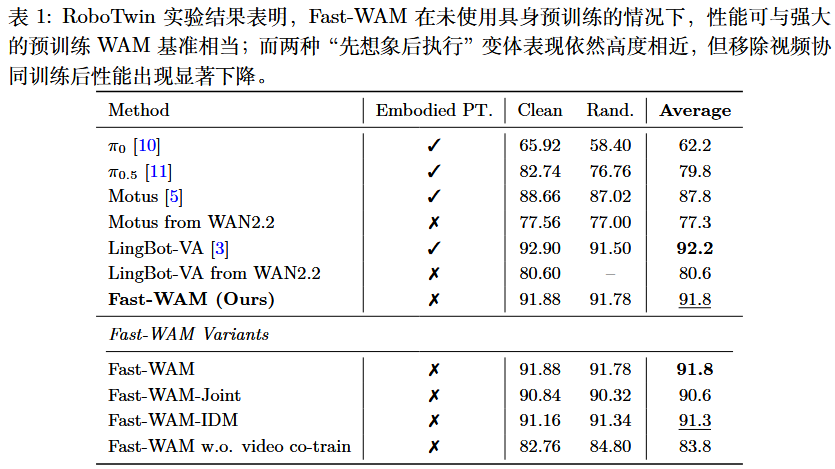 表 1: RoboTwin 实验结果表明，Fast-WAM 在未使用具身预训练的情况下，性能可与强大
的预训练 WAM 基准相当；而两种 “先想象后执行” 变体表现依然高度相近，但移除视频协
同训练后性能出现显著下降。
Method Embodied PT. Clean Rand. Average
π0 [10] ✓ 65.92 58.40 62.2
π0.5 [11] ✓ 82.74 76.76 79.8
Motus [5] ✓ 88.66 87.02 87.8
Motus from WAN2.2 ✗ 77.56 77.00 77.3
LingBot-VA [3] ✓ 92.90 91.50 92.2
LingBot-VA from WAN2.2 ✗ 80.60 – 80.6
Fast-WAM (Ours) ✗ 91.88 91.78 91.8
Fast-WAM Variants
Fast-WAM ✗ 91.88 91.78 91.8
Fast-WAM-Joint ✗ 90.84 90.32 90.6
Fast-WAM-IDM ✗ 91.16 91.34 91.3
Fast-WAM w.o. video co-train ✗ 82.76 84.80 83.8